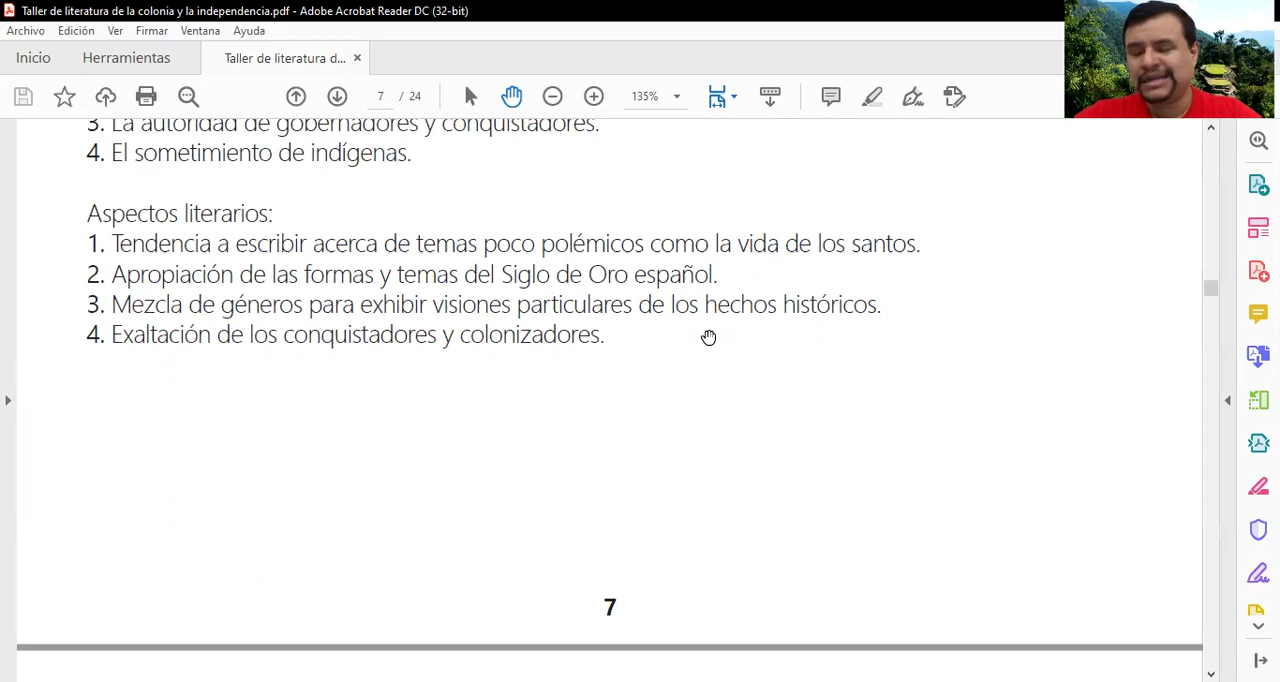 Taller de literatura de la colonia y la independencia.pdf - Adobe Acrobat Reader DC (32-bit)
Archivo Edición Ver Firmar Ventana Ayuda
Inicio Herramientas Taller de literatura d... ×
7 / 24 135%
3. La autoridad de gobernadores y conquistadores.
4. El sometimiento de indígenas.
Aspectos literarios:
1. Tendencia a escribir acerca de temas poco polémicos como la vida de los santos.
2. Apropiación de las formas y temas del Siglo de Oro español.
3. Mezcla de géneros para exhibir visiones particulares de los hechos históricos.
4. Exaltación de los conquistadores y colonizadores.
7